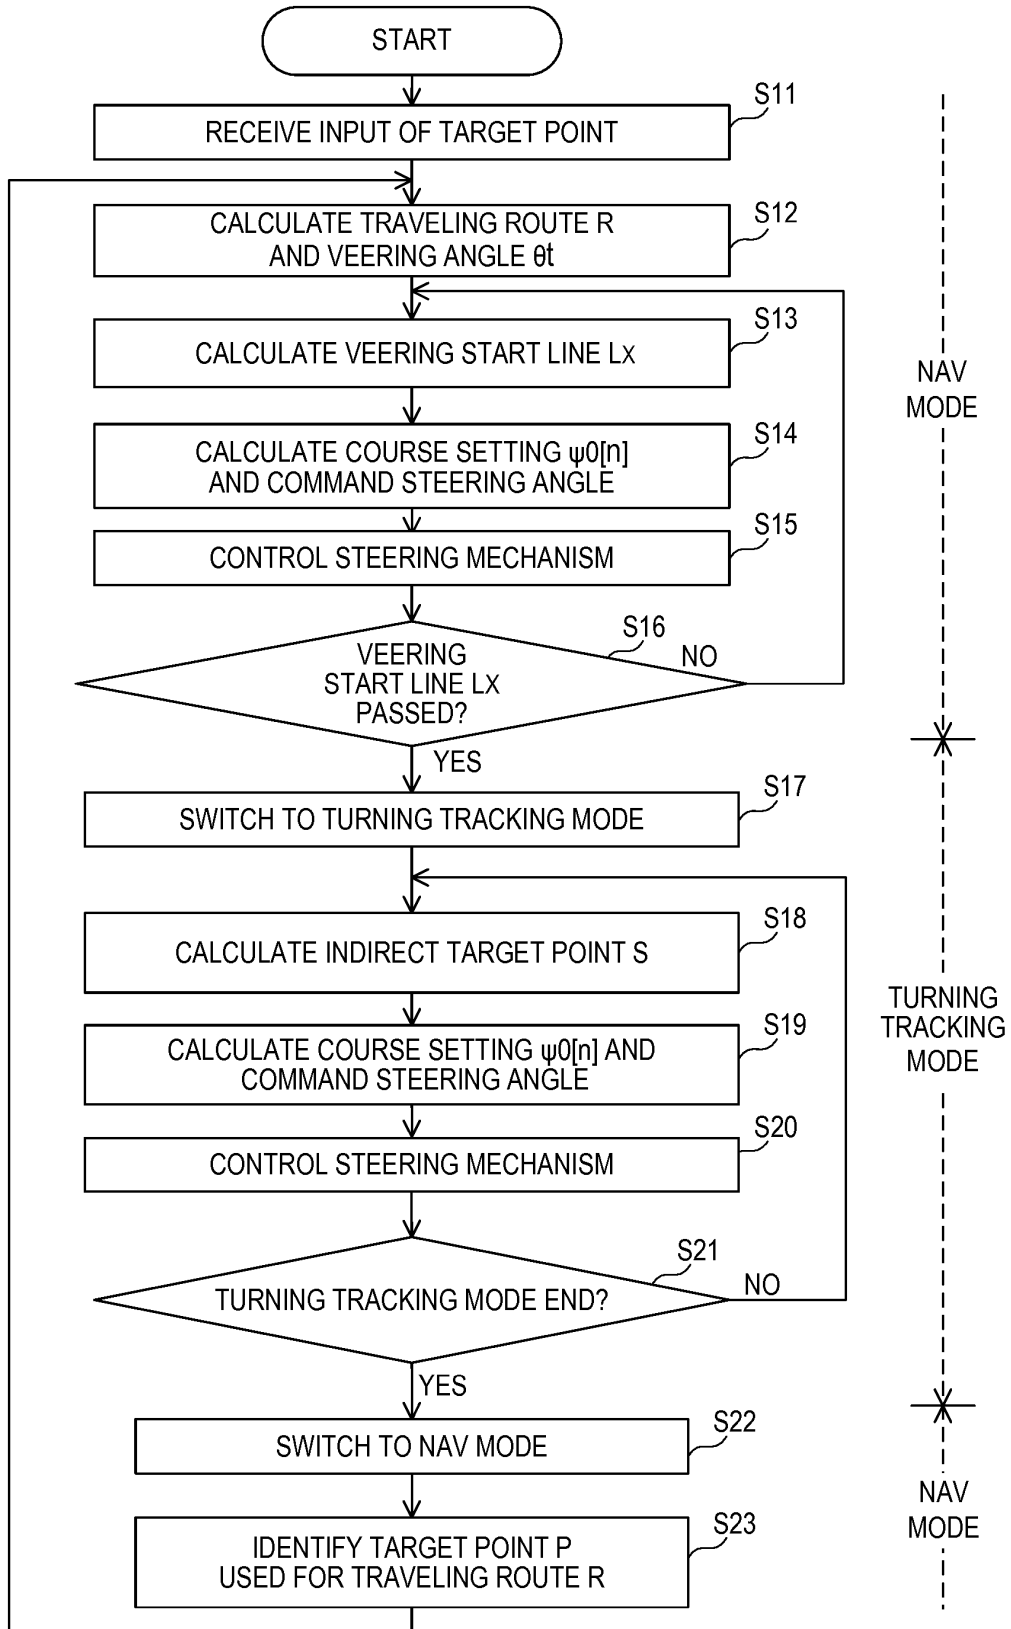 START
S11
RECEIVE INPUT OF TARGET POINT
S12
CALCULATE TRAVELING ROUTE R
AND VEERING ANGLE θt
S13
CALCULATE VEERING START LINE LX
NAV
MODE
S14
CALCULATE COURSE SETTING ψ0[n]
AND COMMAND STEERING ANGLE
S15
CONTROL STEERING MECHANISM
S16
VEERING
START LINE LX
PASSED?
NO
YES
S17
SWITCH TO TURNING TRACKING MODE
S18
CALCULATE INDIRECT TARGET POINT S
TURNING
TRACKING
MODE
S19
CALCULATE COURSE SETTING ψ0[n] AND
COMMAND STEERING ANGLE
S20
CONTROL STEERING MECHANISM
S21
TURNING TRACKING MODE END?
NO
YES
S22
SWITCH TO NAV MODE
NAV
MODE
S23
IDENTIFY TARGET POINT P
USED FOR TRAVELING ROUTE R